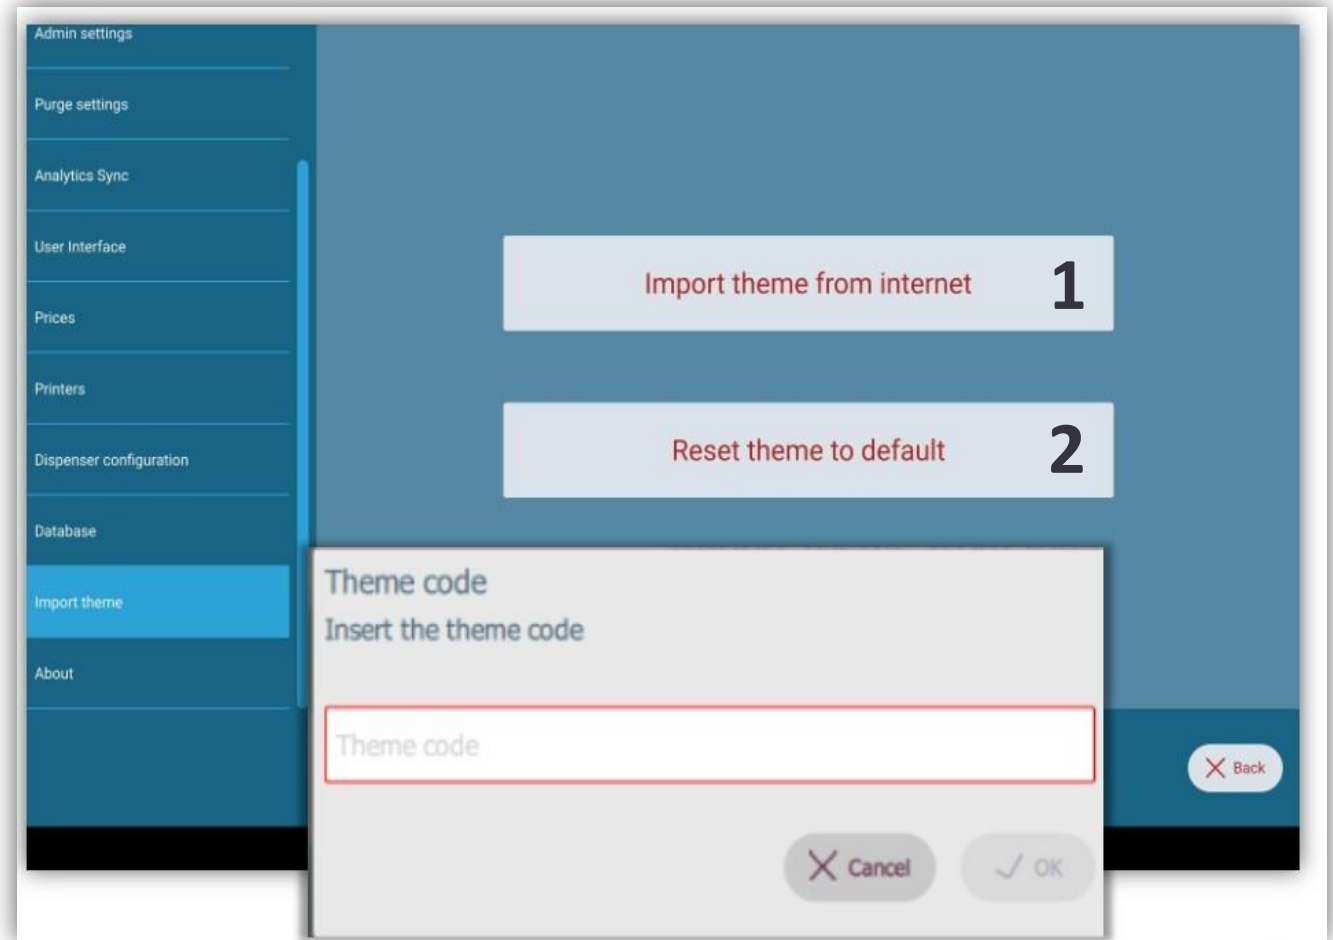 Admin settings
Purge settings
Analytics Sync
User Interface
Prices
Printers
Dispenser configuration
Database
Import theme
About
Import theme from internet 1
Reset theme to default 2
Theme code
Insert the theme code
Theme code
Cancel
OK
Back